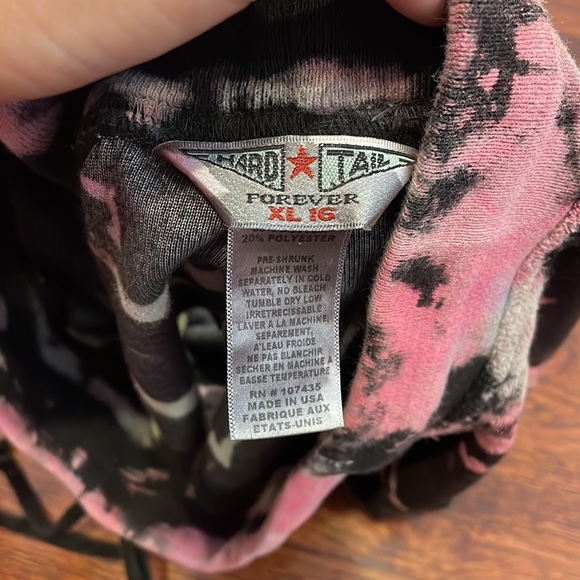 HARD TAIL
FOREVER
XL 16
20% POLYESTER
PRE-SHRUNK
MACHINE WASH
SEPARATELY IN COLD
WATER, NO BLEACH
TUMBLE DRY LOW
IRRETRECISSABLE
LAVER A LA MACHINE,
SEPAREMENT,
A L'EAU FROIDE
NE PAS BLANCHIR
SÉCHER EN MACHINE A
BASSE TEMPERATURE
RN # 107435
MADE IN USA
FABRIQUE AUX
ETATS-UNIS